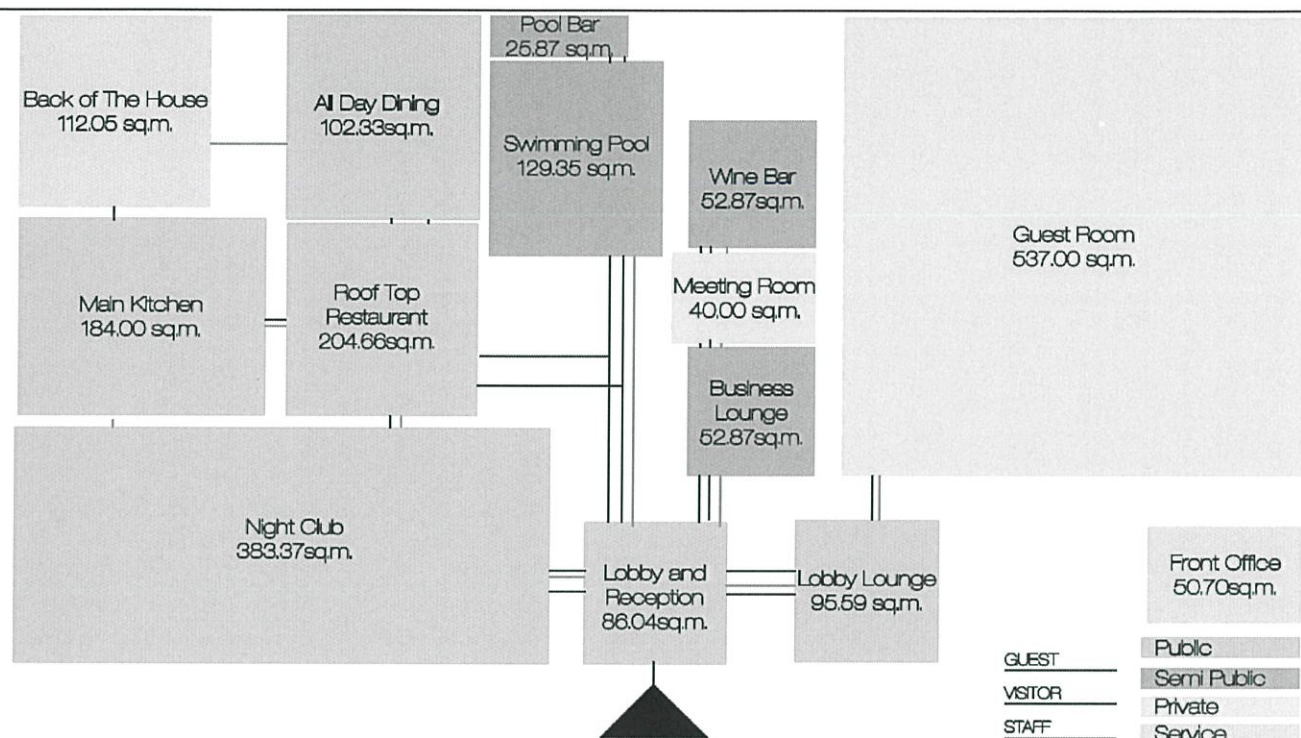 Pool Bar
25.87 sq.m.
Back of The House
112.05 sq.m.
All Day Dining
102.33sq.m.
Swimming Pool
129.35 sq.m.
Wine Bar
52.87sq.m.
Guest Room
537.00 sq.m.
Main Kitchen
184.00 sq.m.
Roof Top
Restaurant
204.66sq.m.
Meeting Room
40.00 sq.m.
Business
Lounge
52.87sq.m.
Night Club
383.37sq.m.
Lobby and
Reception
86.04sq.m.
Lobby Lounge
95.59 sq.m.
Front Office
50.70sq.m.
GUEST
VISITOR
STAFF
Public
Semi Public
Private
Service